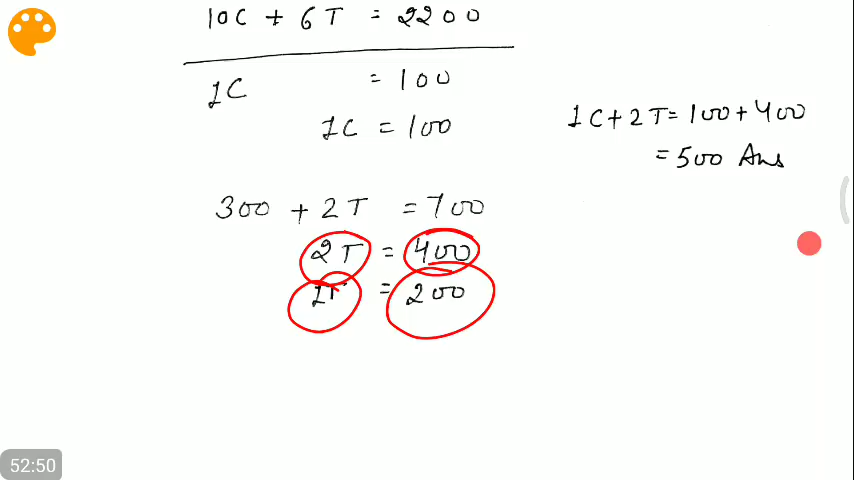 10C + 6T = 2200
1C = 100
1C = 100
300 + 2T = 700
2T = 400
1T = 200
1C + 2T = 100 + 400
= 500 Ans
52:50